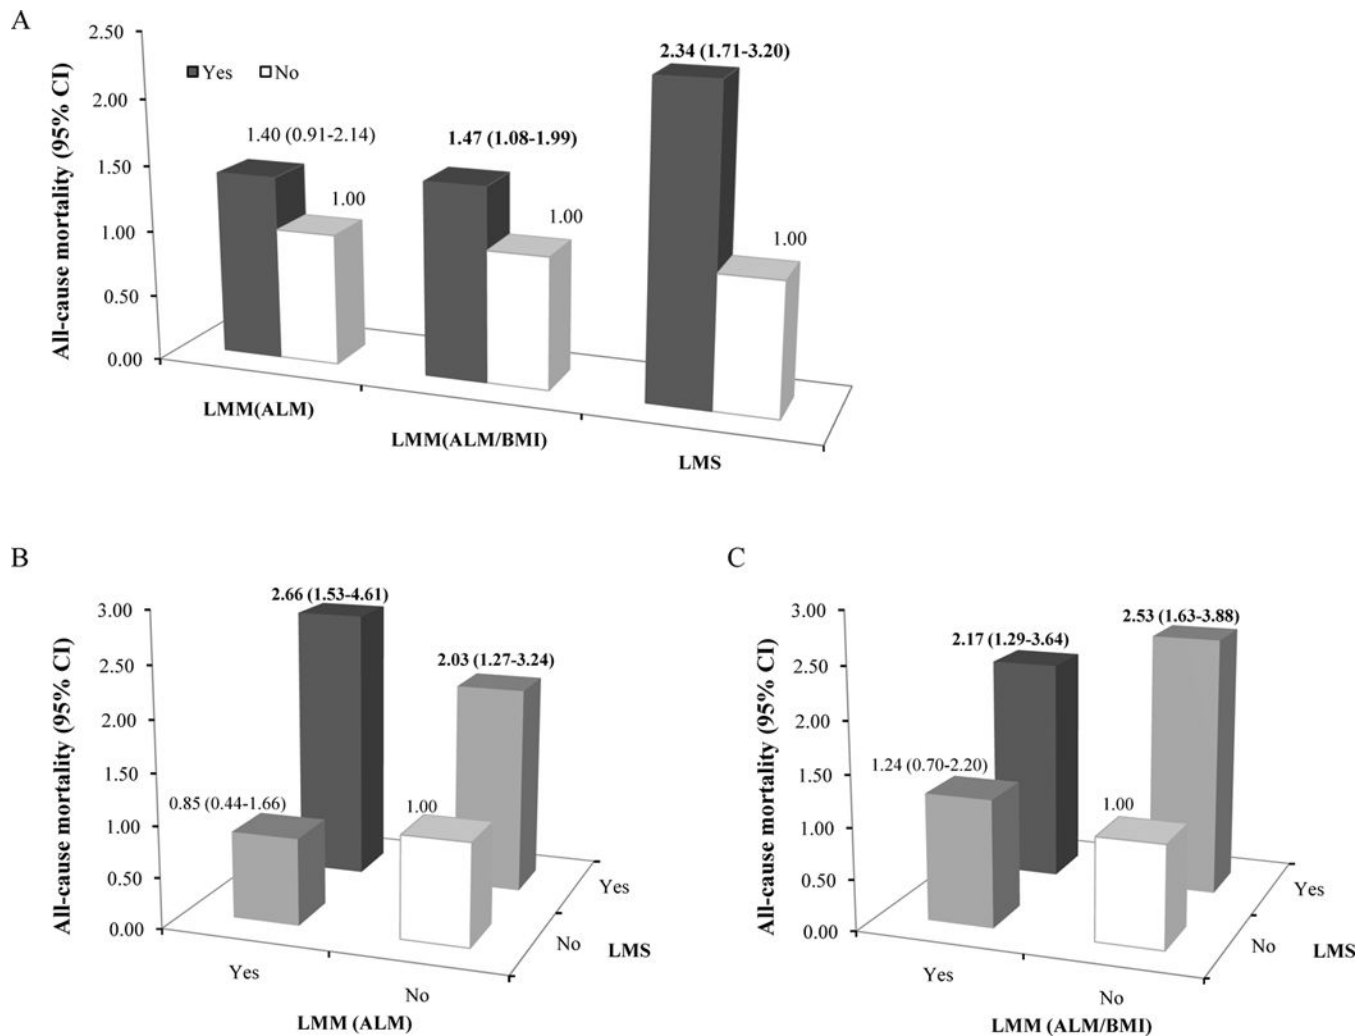 A
All-cause mortality (95% CI)
2.50
2.00
1.50
1.00
0.50
0.00
Yes No
1.40 (0.91-2.14)
1.00
1.47 (1.08-1.99)
1.00
2.34 (1.71-3.20)
1.00
LMM(ALM)
LMM(ALM/BMI)
LMS
B
All-cause mortality (95% CI)
3.00
2.50
2.00
1.50
1.00
0.50
0.00
2.66 (1.53-4.61)
2.03 (1.27-3.24)
0.85 (0.44-1.66)
1.00
Yes
No
LMS
Yes
No
LMM (ALM)
C
All-cause mortality (95% CI)
3.00
2.50
2.00
1.50
1.00
0.50
0.00
2.53 (1.63-3.88)
2.17 (1.29-3.64)
1.24 (0.70-2.20)
1.00
Yes
No
LMS
Yes
No
LMM (ALM/BMI)